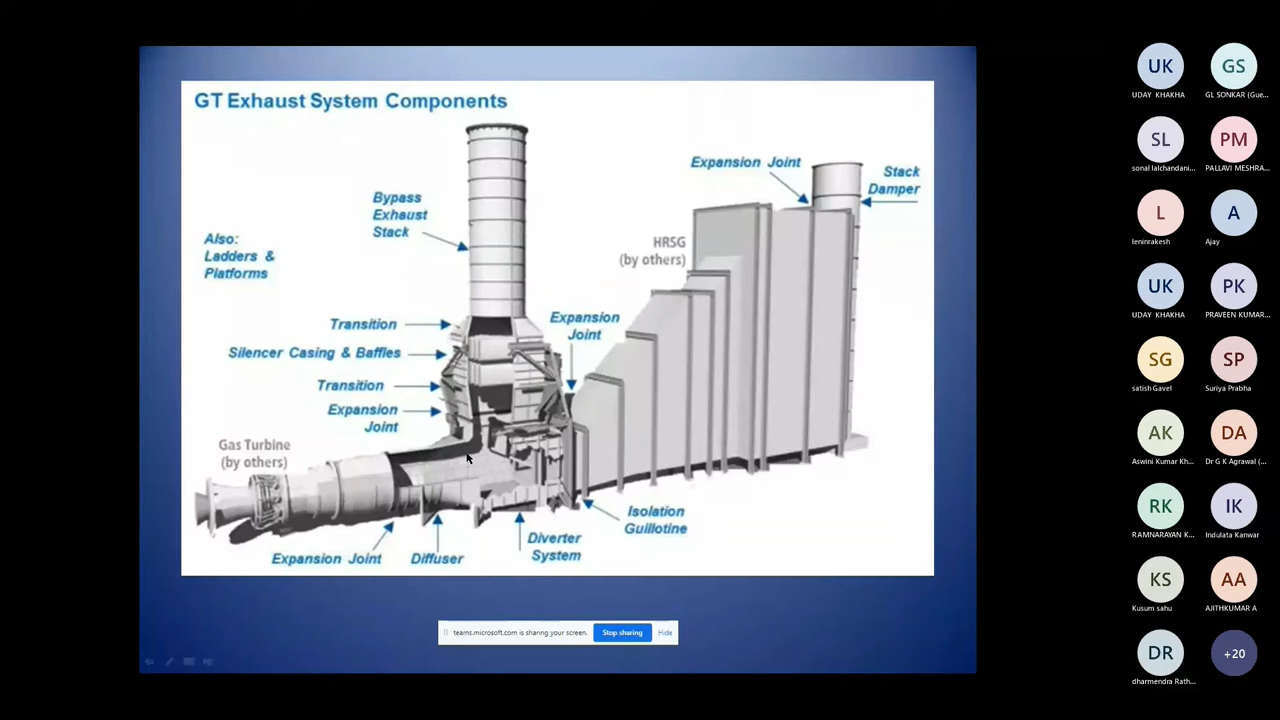 GT Exhaust System Components
Expansion Joint
Stack
Damper
Bypass
Exhaust
Stack
Also:
Ladders &
Platforms
HRSG
(by others)
Transition
Expansion
Joint
Silencer Casing & Baffles
Transition
Expansion
Joint
Gas Turbine
(by others)
Isolation
Guillotine
Diverter
System
Expansion Joint
Diffuser
teams.microsoft.com is sharing your screen.
Stop sharing
Hide
UK
GS
UDAY KHAKHA
GL SONKAR (Gue...
SL
PM
sonal lalchandani...
PALLAVI MESHRA...
L
A
leninrakesh
Ajay
UK
PK
UDAY KHAKHA
PRAVEEN KUMAR...
SG
SP
satish Gavel
Suriya Prabha
AK
DA
Aswini Kumar Kh...
Dr G K Agrawal (...
RK
IK
RAMNARAYAN K...
Indulata Kanwar
KS
AA
Kusum sahu
AJITHKUMAR A
DR
+20
dharmendra Rath...